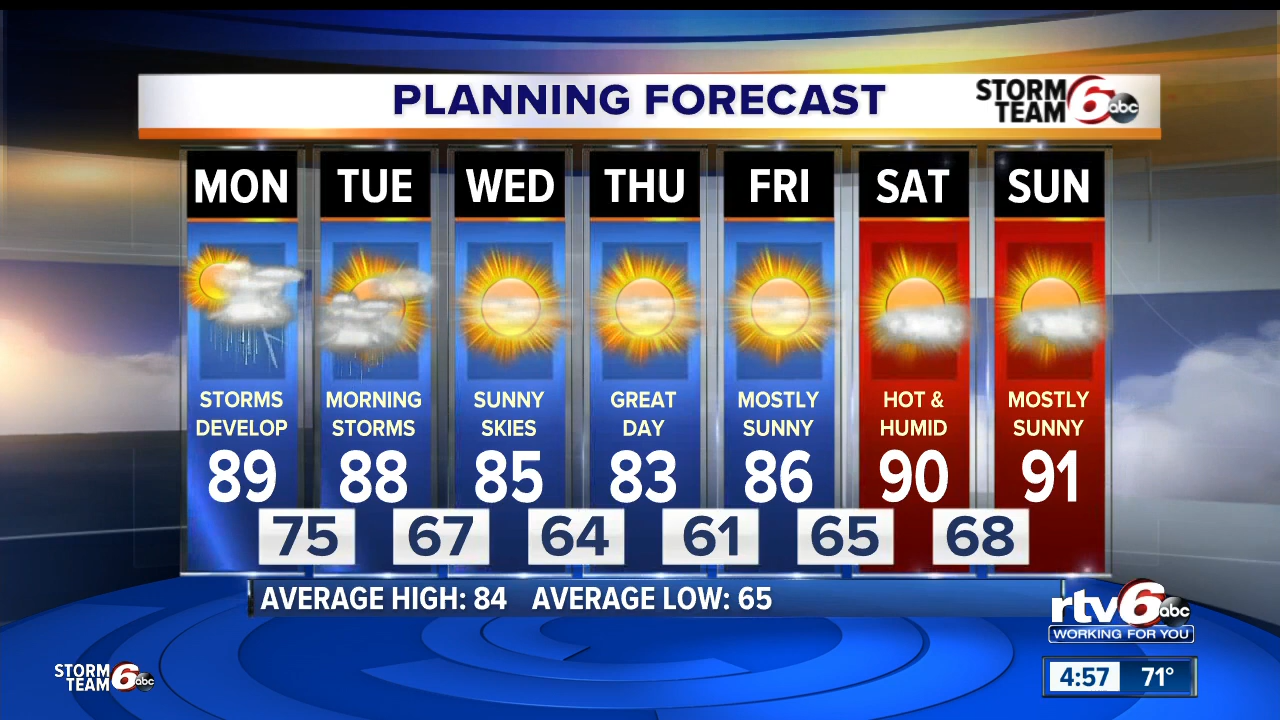 PLANNING FORECAST
STORM TEAM 6 abc
MON TUE WED THU FRI SAT SUN
STORMS DEVELOP
MORNING STORMS
SUNNY SKIES
GREAT DAY
MOSTLY SUNNY
HOT & HUMID
MOSTLY SUNNY
89 88 85 83 86 90 91
75 67 64 61 65 68
AVERAGE HIGH: 84 AVERAGE LOW: 65
rtv6 abc
WORKING FOR YOU
STORM TEAM 6 abc
4:57 71°